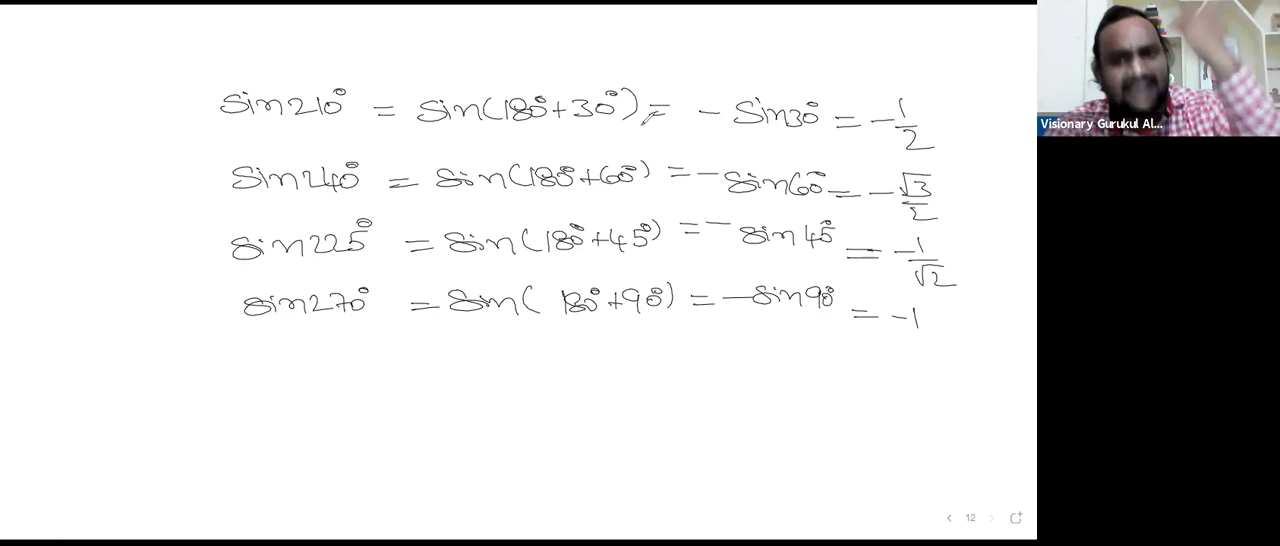 sin210° = sin(180°+30°) = - sin30° = -1/2
sin240° = sin(180°+60°) = - sin60° = -√3/2
sin225° = sin(180°+45°) = - sin45° = -1/√2
sin270° = sin(180°+90°) = - sin90° = -1
Visionary Gurukul Al...
12